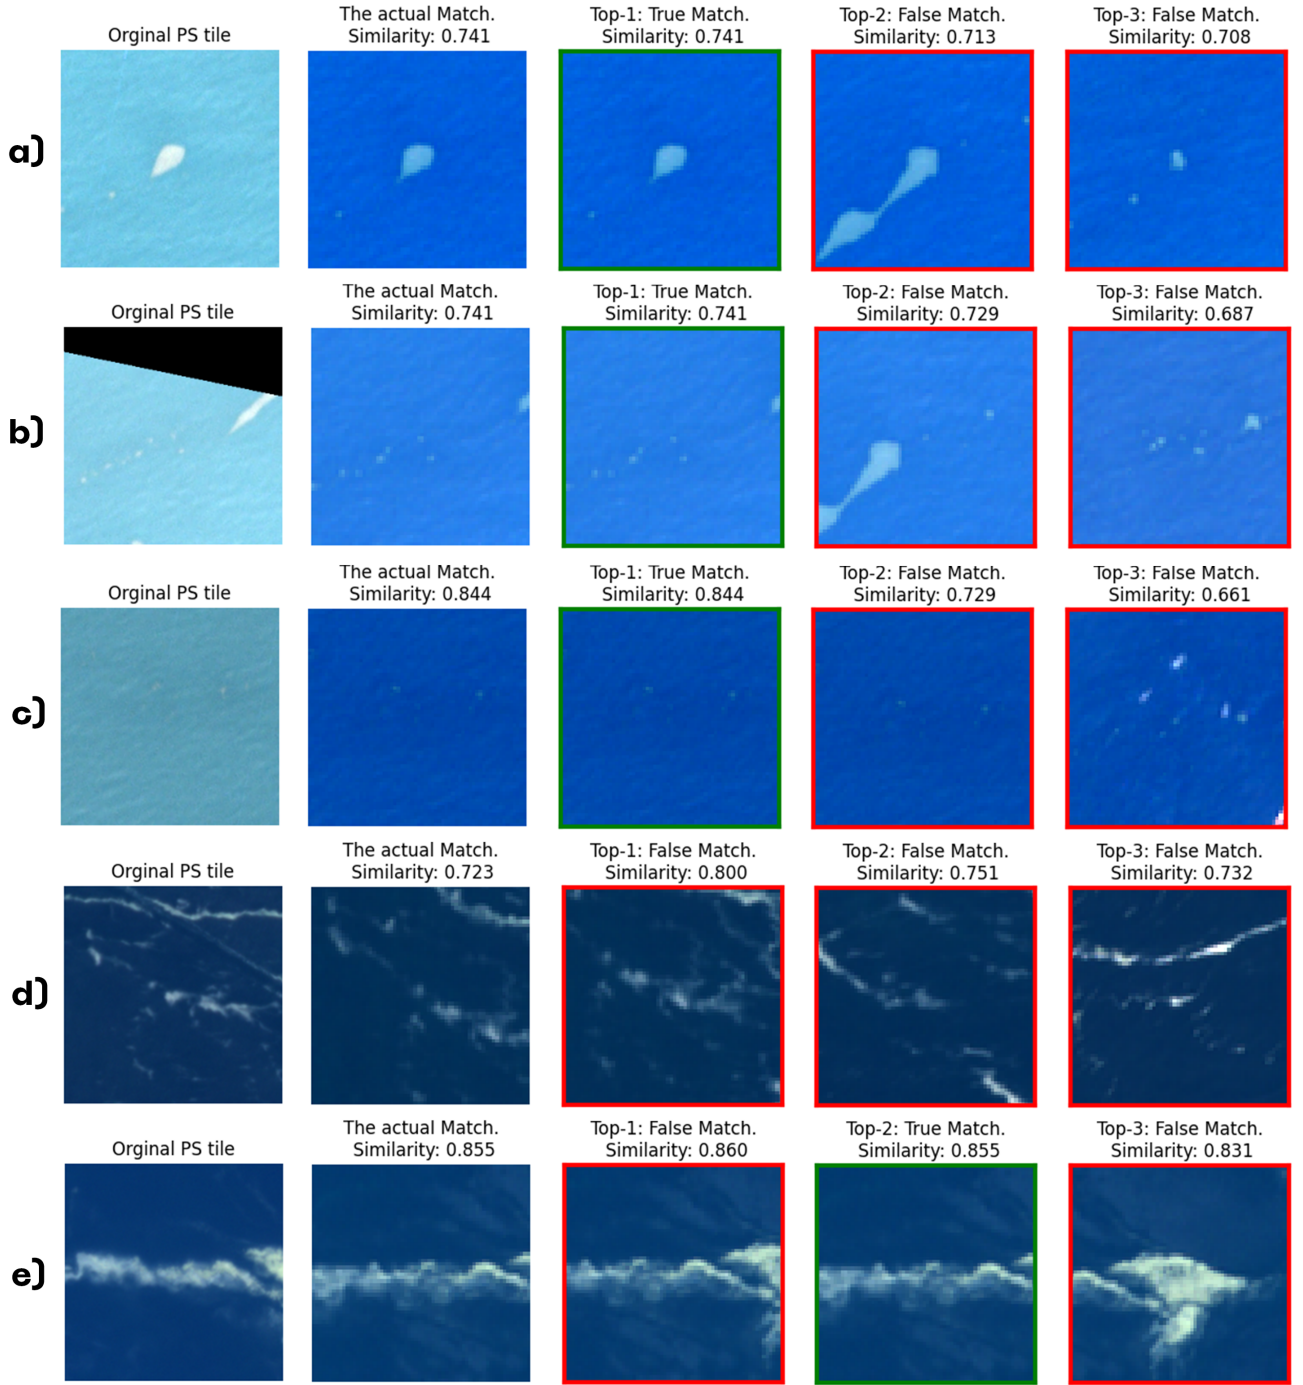 Orginal PS tile
The actual Match.
Similarity: 0.741
Top-1: True Match.
Similarity: 0.741
Top-2: False Match.
Similarity: 0.713
Top-3: False Match.
Similarity: 0.708
a)
Orginal PS tile
The actual Match.
Similarity: 0.741
Top-1: True Match.
Similarity: 0.741
Top-2: False Match.
Similarity: 0.729
Top-3: False Match.
Similarity: 0.687
b)
Orginal PS tile
The actual Match.
Similarity: 0.844
Top-1: True Match.
Similarity: 0.844
Top-2: False Match.
Similarity: 0.729
Top-3: False Match.
Similarity: 0.661
c)
Orginal PS tile
The actual Match.
Similarity: 0.723
Top-1: False Match.
Similarity: 0.800
Top-2: False Match.
Similarity: 0.751
Top-3: False Match.
Similarity: 0.732
d)
Orginal PS tile
The actual Match.
Similarity: 0.855
Top-1: False Match.
Similarity: 0.860
Top-2: True Match.
Similarity: 0.855
Top-3: False Match.
Similarity: 0.831
e)